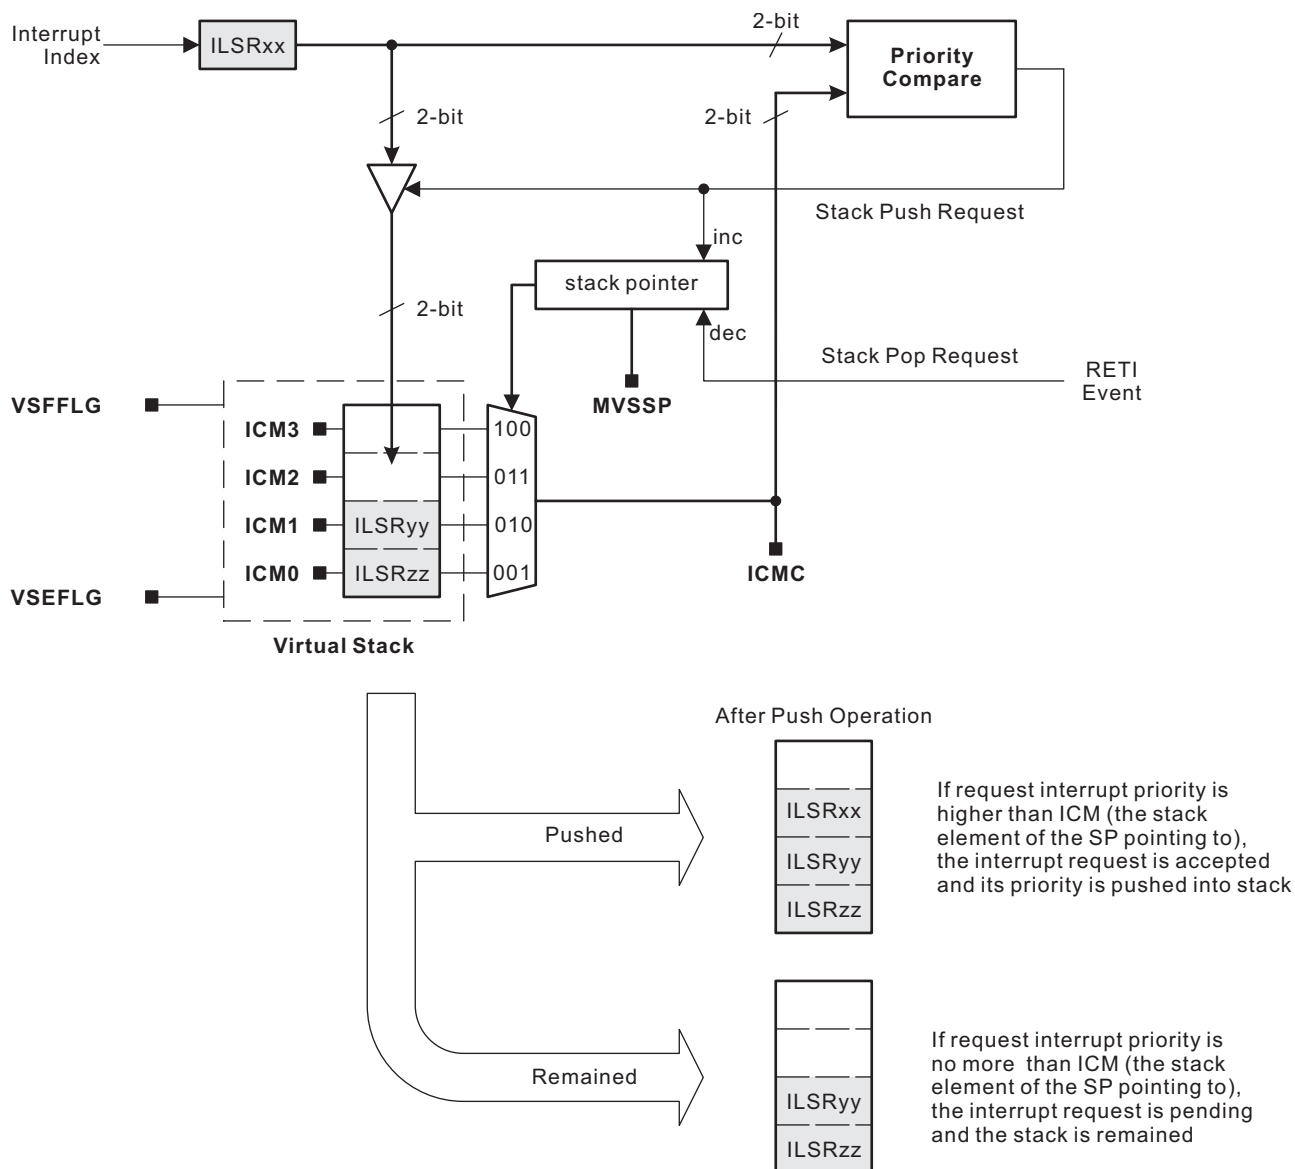 Interrupt
Index
ILSRxx
2-bit
Priority
Compare
2-bit
2-bit
Stack Push Request
inc
stack pointer
2-bit
dec
Stack Pop Request
RETI
Event
MVSSP
VSFFLG
ICM3
100
ICM2
011
ICM1
ILSRyy
010
ICM0
ILSRzz
001
ICMC
VSEFLG
Virtual Stack
After Push Operation
Pushed
ILSRxx
ILSRyy
ILSRzz
If request interrupt priority is
higher than ICM (the stack
element of the SP pointing to),
the interrupt request is accepted
and its priority is pushed into stack
Remained
ILSRyy
ILSRzz
If request interrupt priority is
no more than ICM (the stack
element of the SP pointing to),
the interrupt request is pending
and the stack is remained